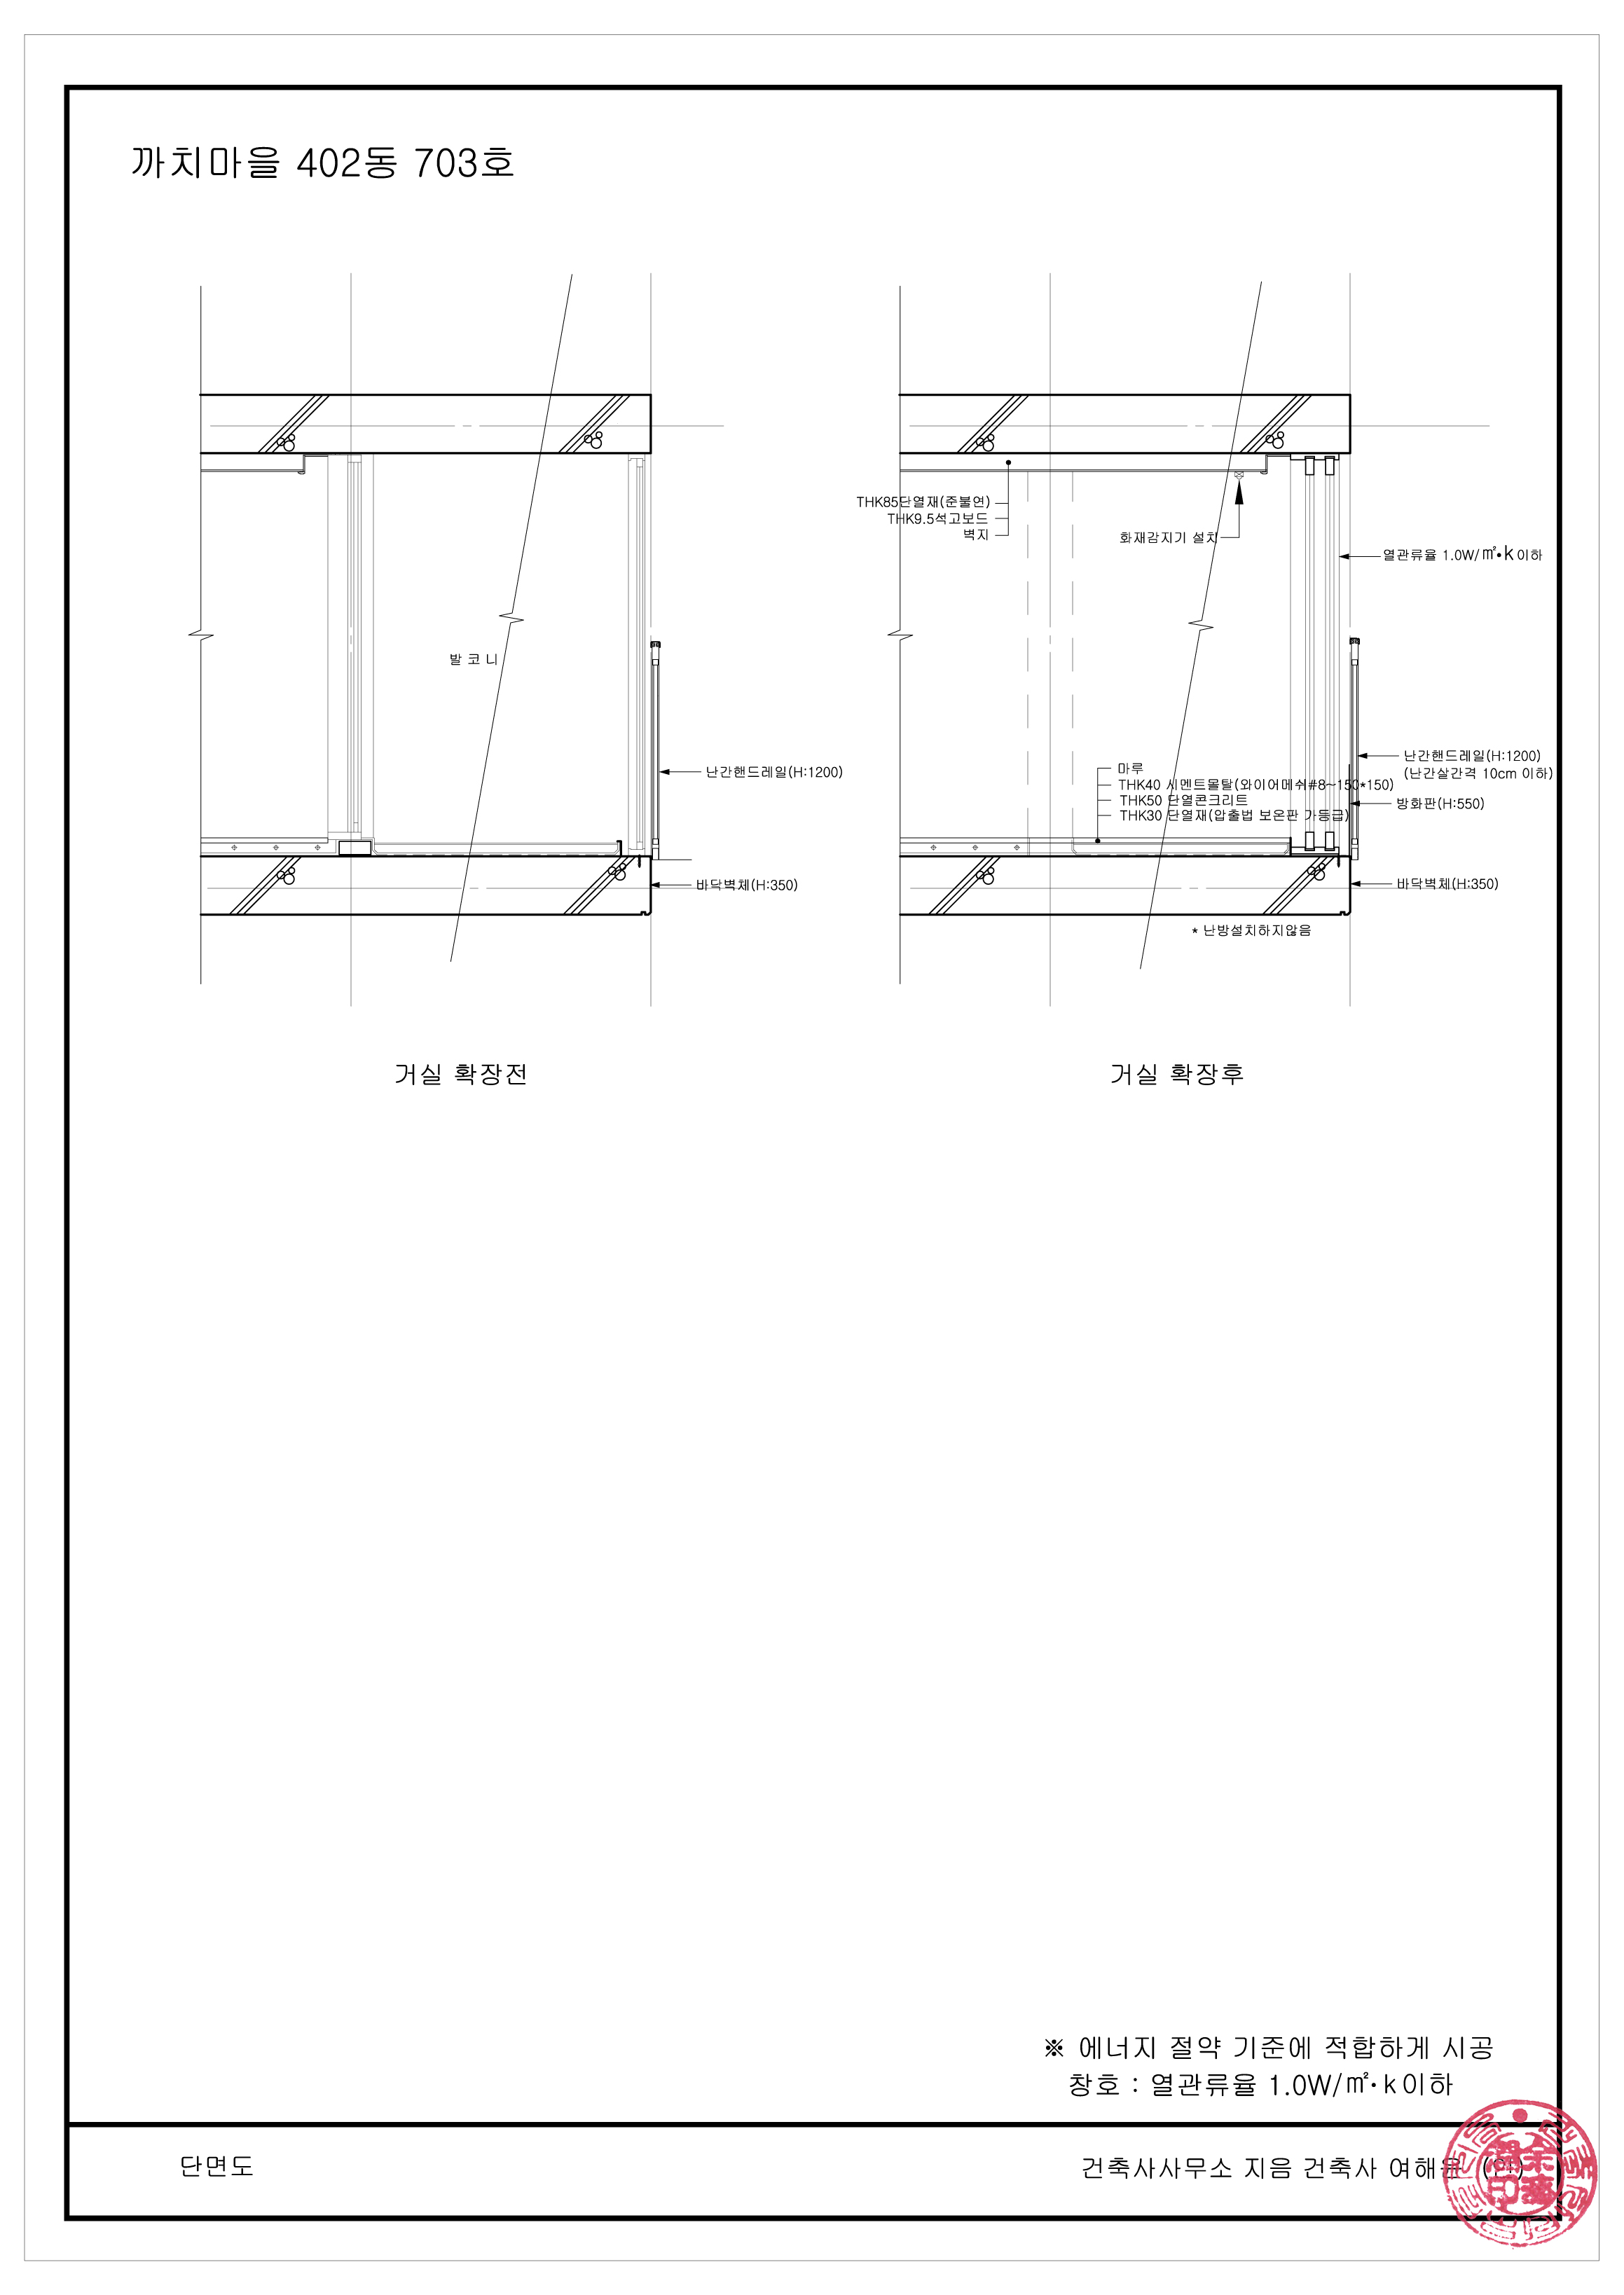 까치마을 402동 703호
발 코 니
난간핸드레일(H:1200)
바닥벽체(H:350)
거실 확장전
THK85단열재(준불연)
THK9.5석고보드
벽지
화재감지기 설치
열관류율 1.0W/㎡•k이하
난간핸드레일(H:1200)
(난간살간격 10cm 이하)
방화판(H:550)
마루
THK40 시멘트몰탈(와이어메쉬#8~150*150)
THK50 단열콘크리트
THK30 단열재(압출법 보온판 가등급)
바닥벽체(H:350)
* 난방설치하지않음
거실 확장후
※ 에너지 절약 기준에 적합하게 시공
창호 : 열관류율 1.0W/㎡•k이하
단면도
건축사사무소 지음 건축사